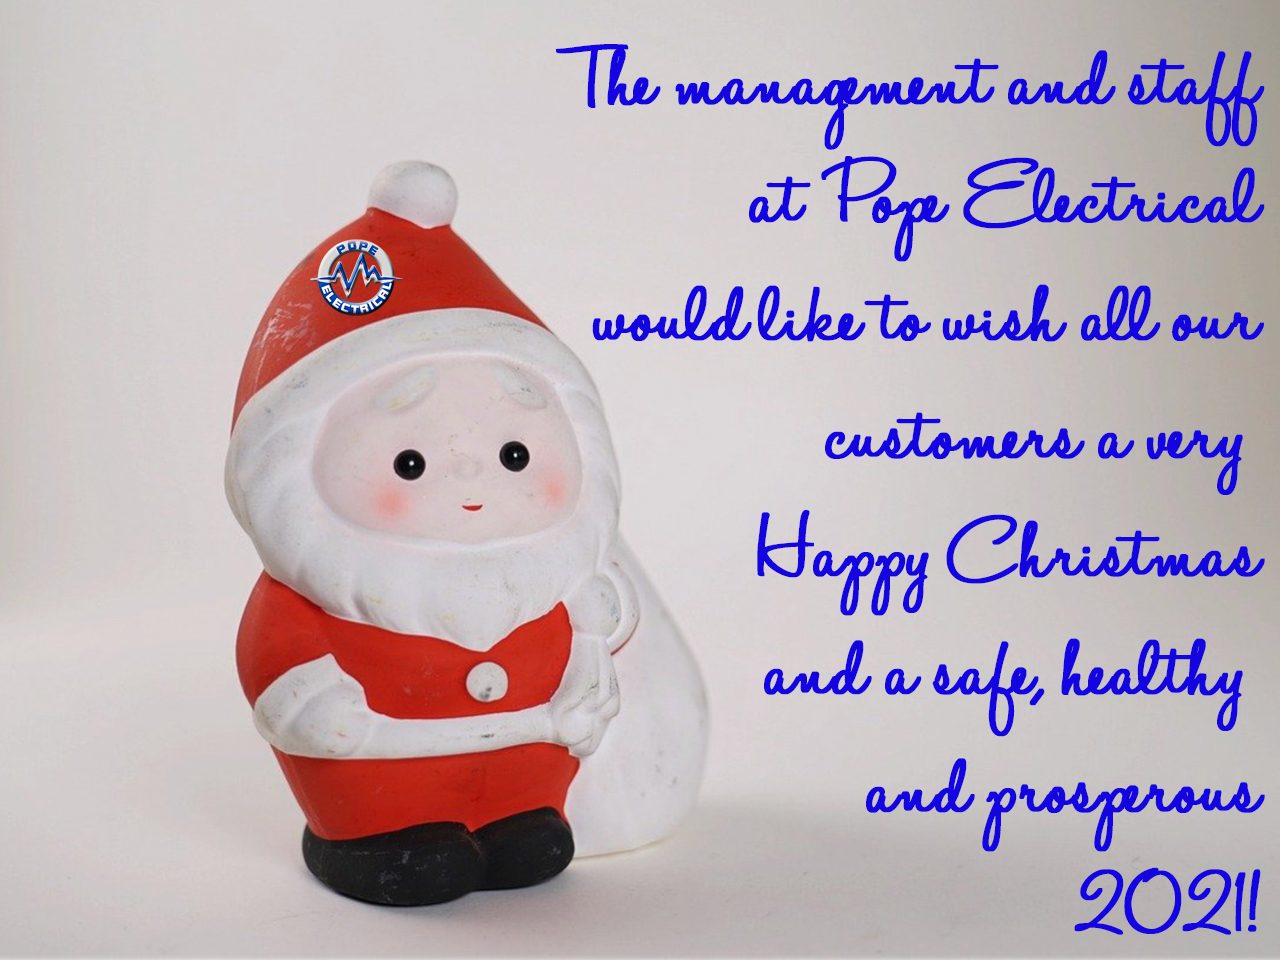 The management and staff
at Pope Electrical
would like to wish all our
customers a very
Happy Christmas
and a safe, healthy
and prosperous
2021!
POPE
ELECTRICAL